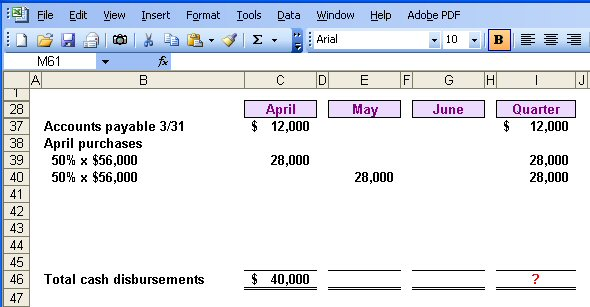 File Edit View Insert Format Tools Data Window Help Adobe PDF
Σ Arial 10 B
M61 fx
A B C D E F G H I J
1
28 April May June Quarter
37 Accounts payable 3/31 $ 12,000 $ 12,000
38 April purchases
39 50% x $56,000 28,000 28,000
40 50% x $56,000 28,000 28,000
41
42
43
44
45
46 Total cash disbursements $ 40,000 ?
47